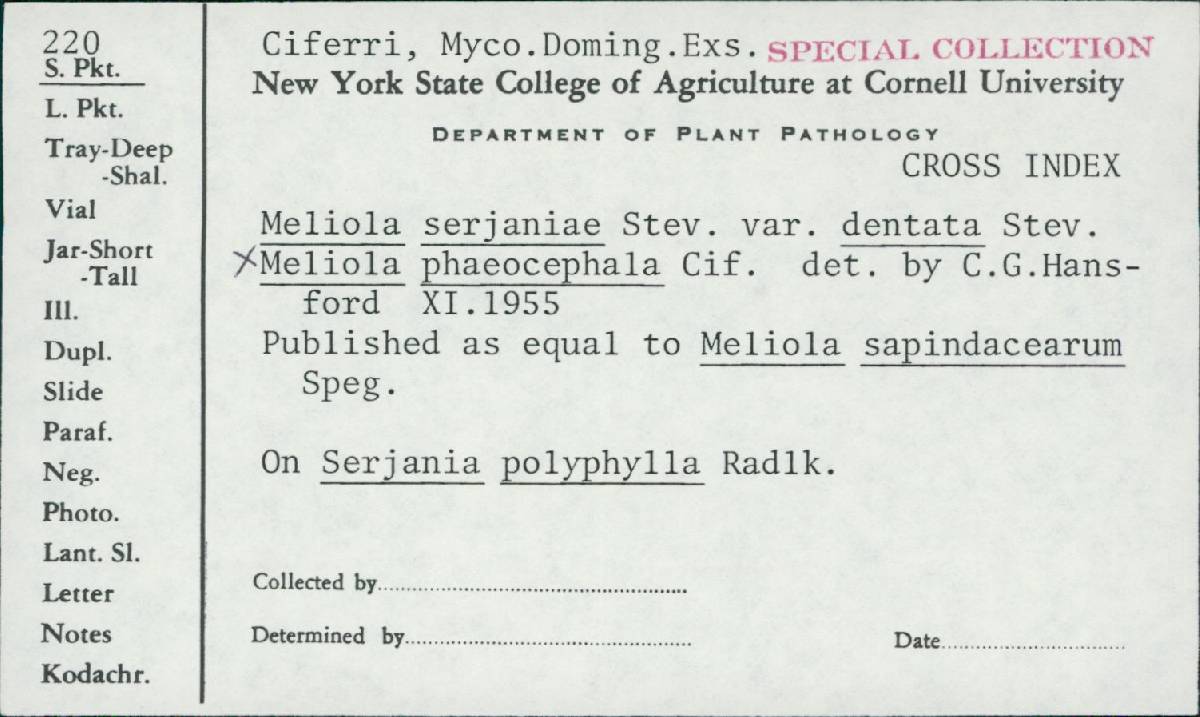 220
S. Pkt.
L. Pkt.
Tray-Deep
-Shal.
Vial
Jar-Short
-Tall
Ill.
Dupl.
Slide
Paraf.
Neg.
Photo.
Lant. Sl.
Letter
Notes
Kodachr.
Ciferri, Myco.Doming.Exs. SPECIAL COLLECTION
New York State College of Agriculture at Cornell University
DEPARTMENT OF PLANT PATHOLOGY
CROSS INDEX
Meliola serjaniae Stev. var. dentata Stev.
×Meliola phaeocephala Cif. det. by C.G.Hans-
ford XI.1955
Published as equal to Meliola sapindacearum
Speg.
On Serjania polyphylla Radlk.
Collected by
Determined by
Date